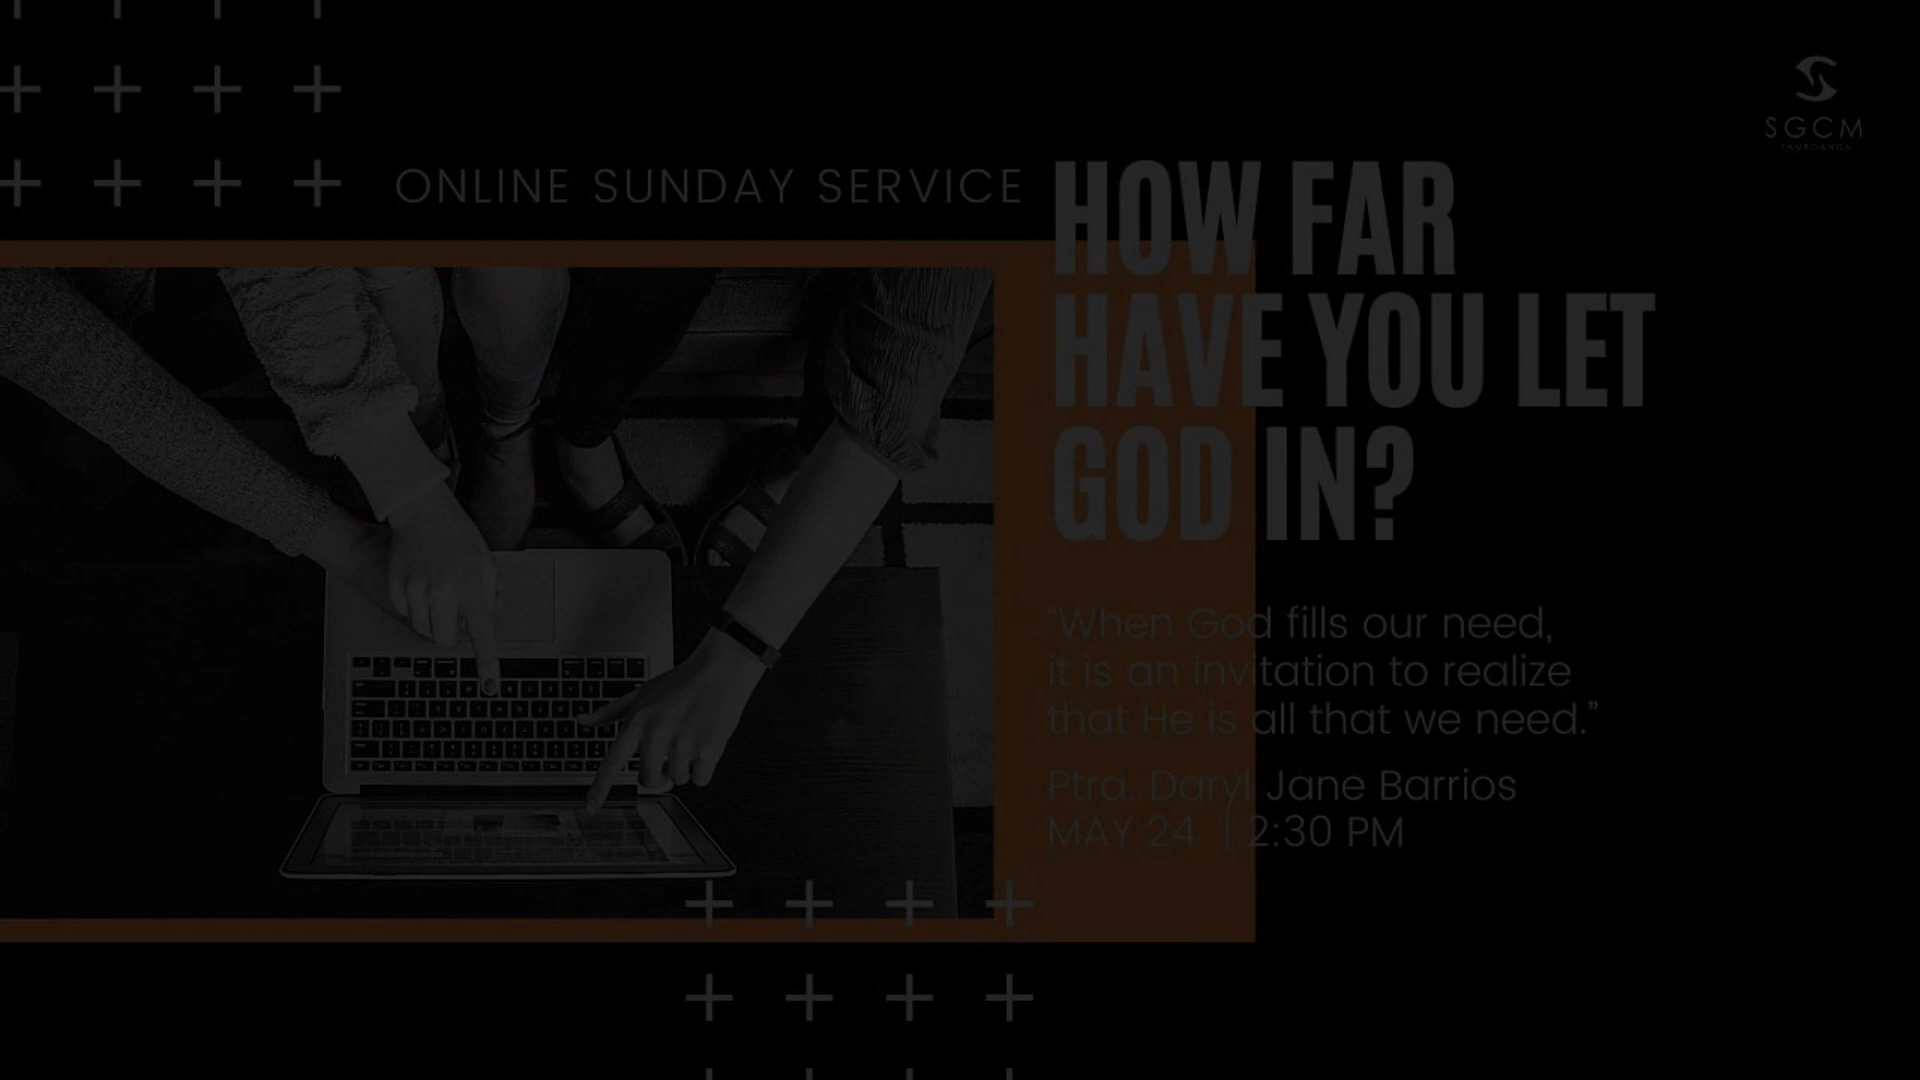 SGCM
ZAMBOANGA
ONLINE SUNDAY SERVICE
HOW FAR
HAVE YOU LET
GOD IN?
“When God fills our need,
it is an invitation to realize
that He is all that we need.”
Ptra. Daryl Jane Barrios
MAY 24 | 2:30 PM